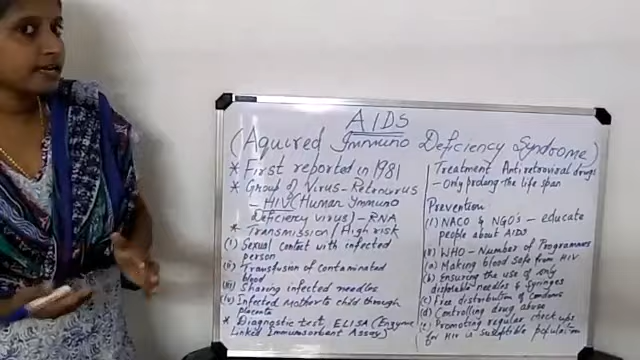 AIDS
(Aquired Immuno Deficiency Syndrome)
* First reported in 1981
* Group of Virus - Retrovirus
- HIV (Human Immuno
Deficiency virus) - RNA
* Transmission / High risk
(i) Sexual contact with infected
person
(ii) Transfusion of contaminated
blood
(iii) Sharing infected needles
(iv) Infected Mother to child through
placenta
* Diagnostic test ELISA (Enzyme
Linked Immunosorbant Assay)
Treatment Antiretroviral drugs
- Only prolong the life span
Prevention
(i) NACO & NGO's - educate
people about AIDS
(ii) WHO - Number of Programmes
(a) Making blood safe from HIV
(b) Ensuring the use of only
disposable needles & syringes
(c) Free distribution of Condoms
(d) Controlling drug abuse
(e) Promoting regular check ups
for HIV in susceptible population